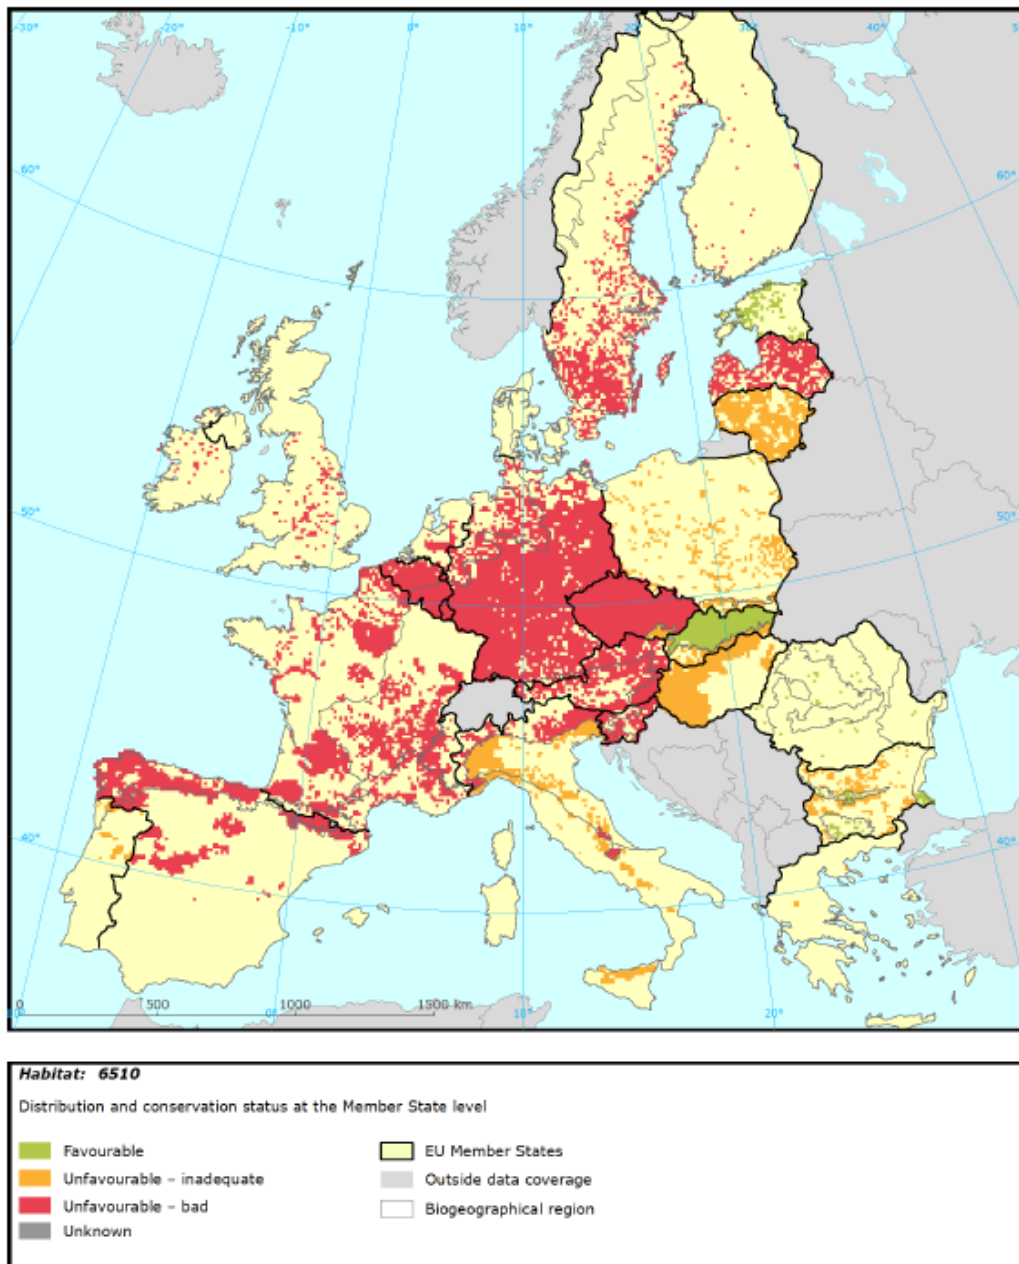 -30° -20° -10° 0° 10° 20° 30° 40°
60° 60°
50° 50°
40° 40°
0 500 1000 1500 km
0° 10° 20°
Habitat: 6510
Distribution and conservation status at the Member State level
Favourable EU Member States
Unfavourable – inadequate Outside data coverage
Unfavourable – bad Biogeographical region
Unknown